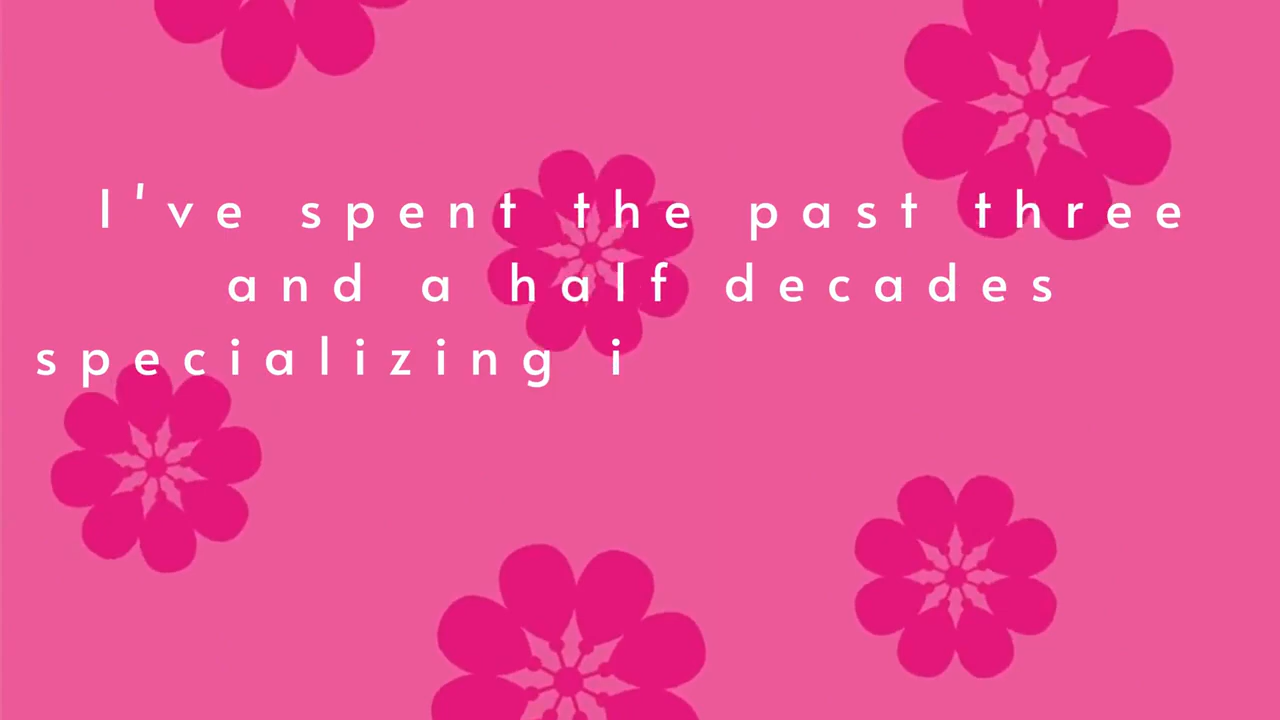 I've spent the past three
and a half decades
specializing i